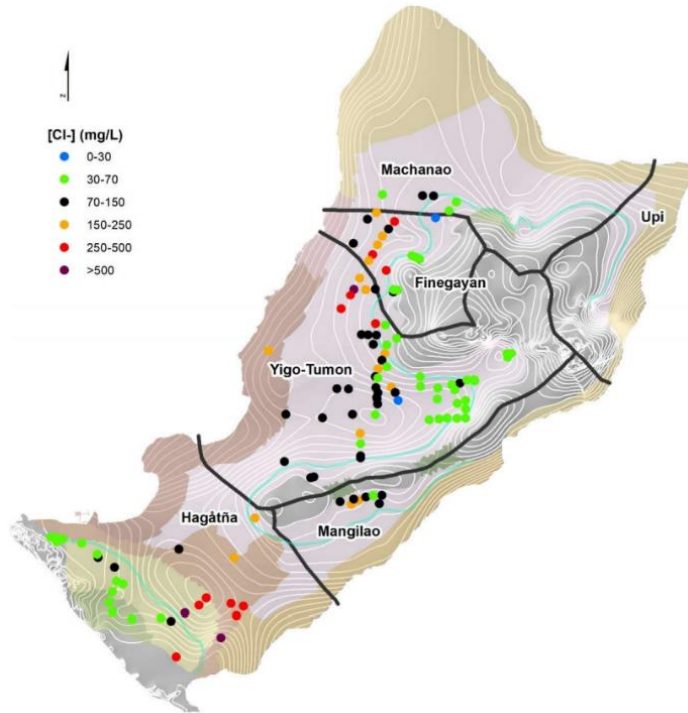 z
[Cl-] (mg/L)
0-30
30-70
70-150
150-250
250-500
>500
Machanao
Upi
Finegayan
Yigo-Tumon
Hagåtña
Mangilao